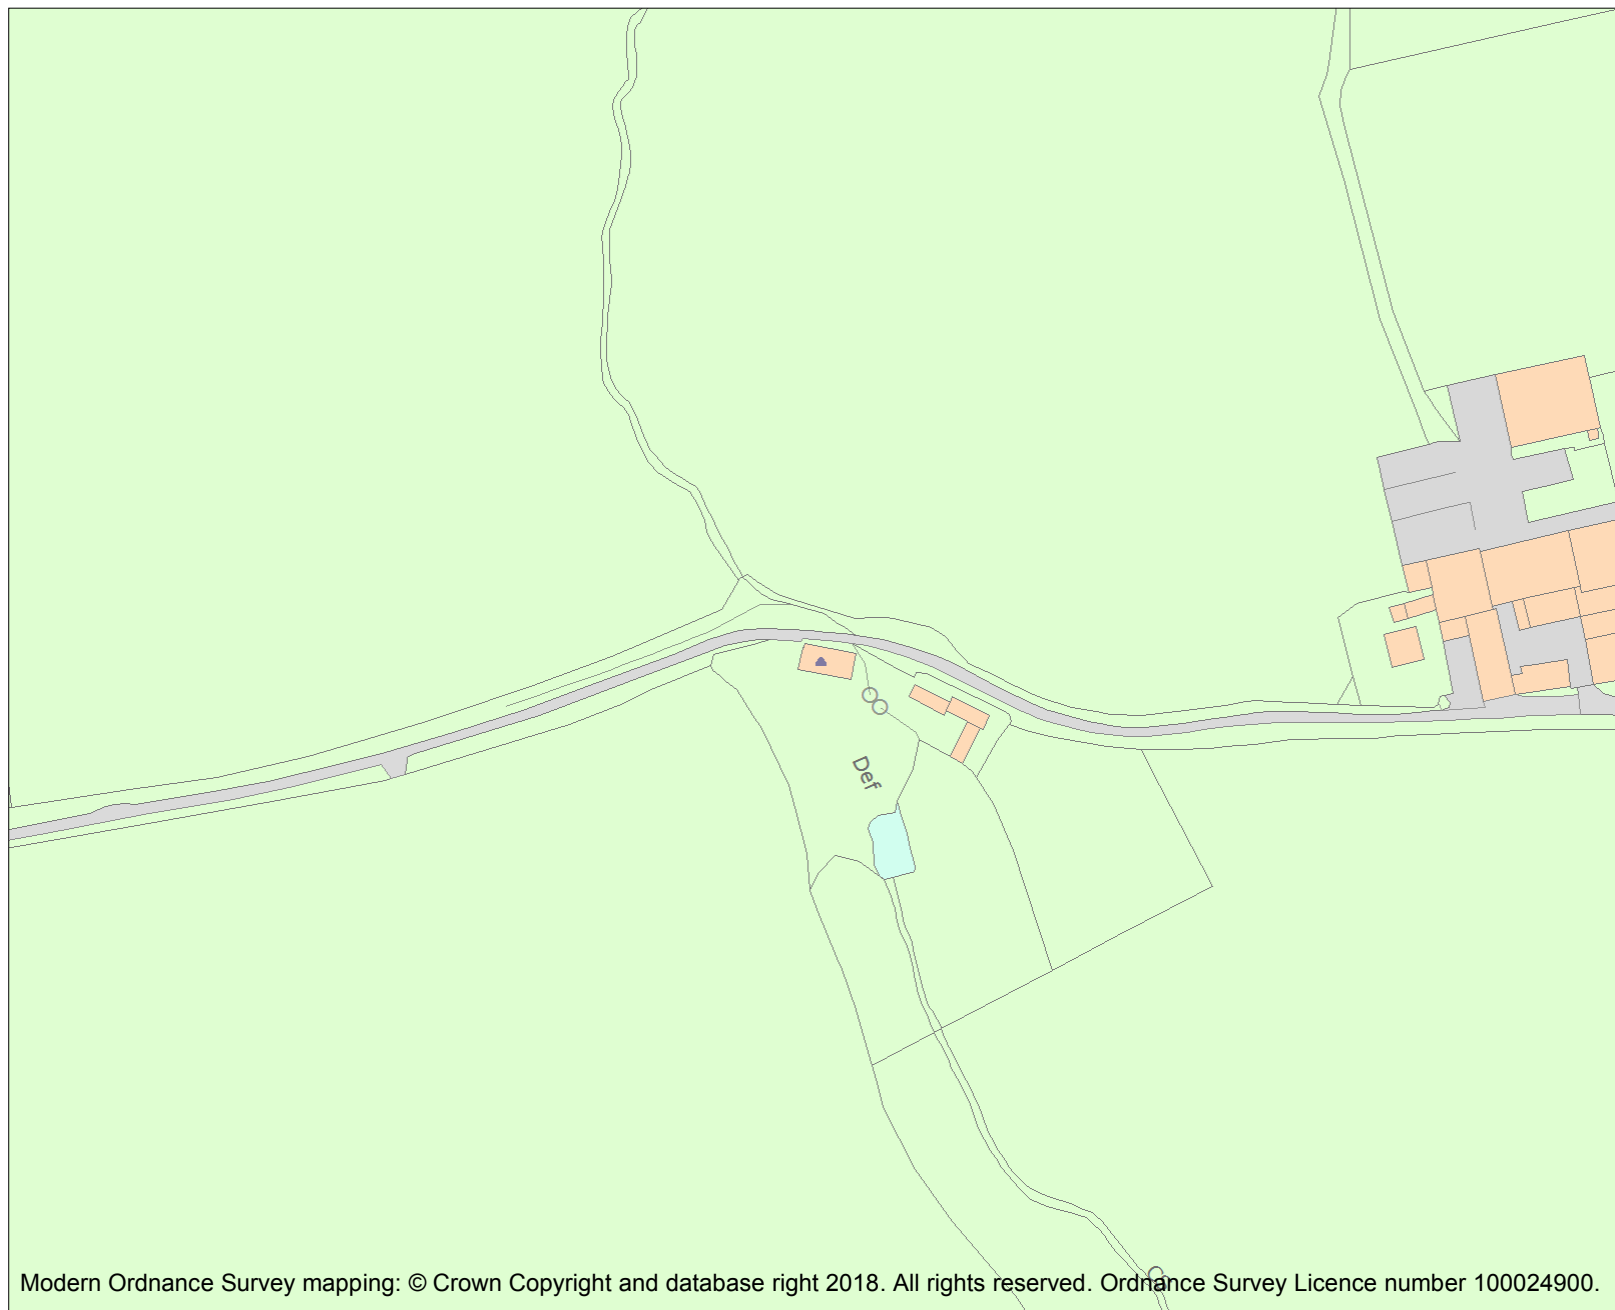 Def
Modern Ordnance Survey mapping: © Crown Copyright and database right 2018. All rights reserved. Ordnance Survey Licence number 100024900.